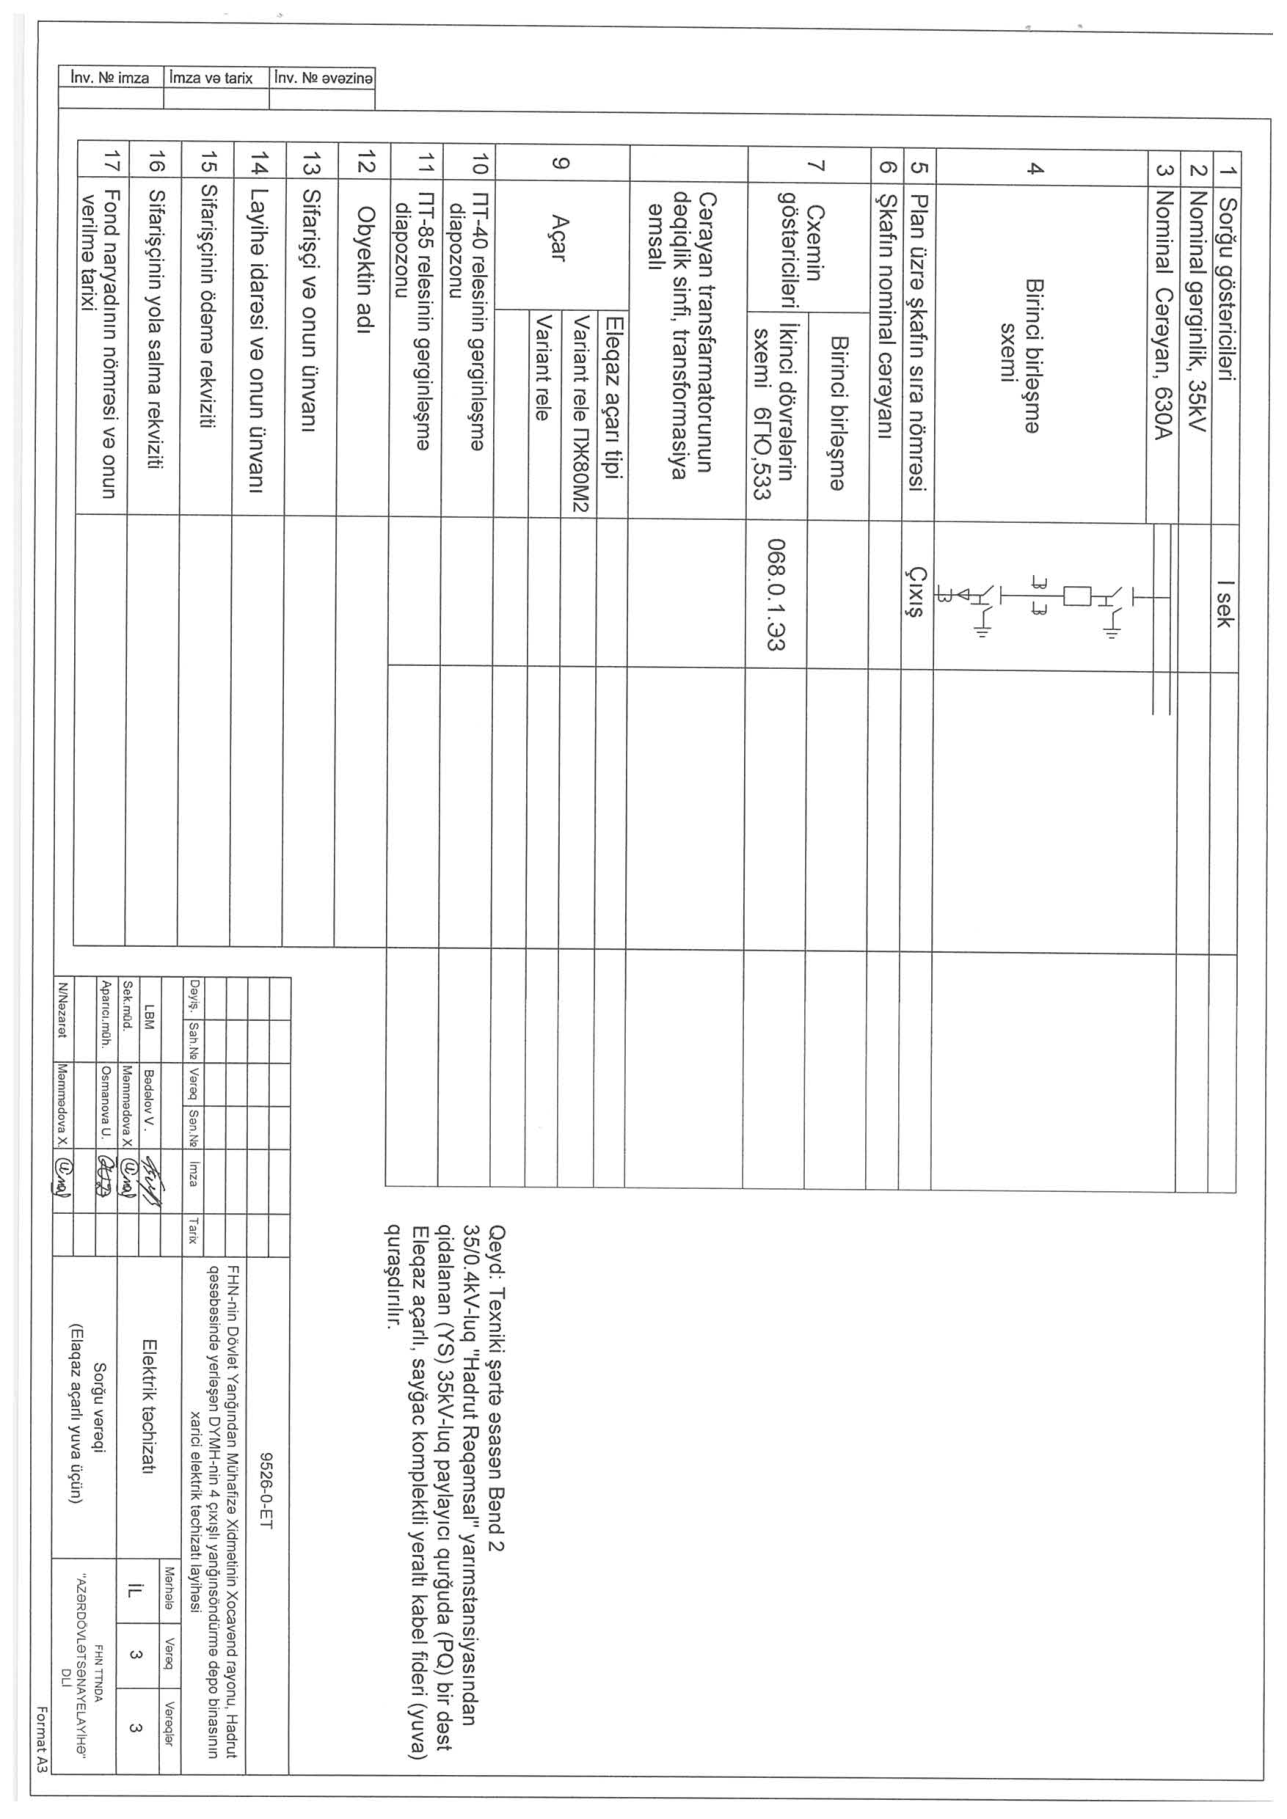 1 Sorğu göstəriciləri I sek
2 Nominal gərginlik, 35kV
3 Nominal Cərəyan, 630A
4 Birinci birləşmə
sxemi
5 Plan üzrə şkafın sıra nömrəsi Çıxış
6 Şkafın nominal cərəyanı
7 Cxemin
göstəriciləri
Birinci birləşmə
İkinci dövrələrin
sxemi 6ГЮ,533
068.0.1.ЭЗ
Cərəyan transfarmatorunun
dəqiqlik sinfi, transformasiya
əmsalı
9 Açar
Eleqaz açarı tipi
Variant rele ПЖ80М2
Variant rele
10 ПТ-40 relesinin gərginləşmə
diapozonu
11 ПТ-85 relesinin gərginləşmə
diapozonu
12 Obyektin adı
13 Sifarişçi və onun ünvanı
14 Layihə idarəsi və onun ünvanı
15 Sifarişçinin ödəmə rekviziti
16 Sifarişçinin yola salma rekviziti
17 Fond naryadının nömrəsi və onun
verilmə tarixi
Qeyd: Texniki şərtə əsasən Bənd 2
35/0.4kV-luq "Hadrut Rəqəmsal" yarımstansiyasından
qidalanan (YS) 35kV-luq paylayıcı qurğuda (PQ) bir dəst
Eleqaz açarlı, sayğac komplektli yeraltı kabel fideri (yuva)
quraşdırılır.
İnv. № əvəzinə
İmza və tarix
İnv. № imza
9526-0-ET
FHN-nin Dövlət Yanğından Mühafizə Xidmətinin Xocavənd rayonu, Hadrut
qəsəbəsində yerləşən DYMH-nin 4 çıxışlı yanğınsöndürmə depo binasının
xarici elektrik təchizatı layihəsi
Dəyiş. Sah.№ Vərəq Sən.№ İmza Tarix
LBM Bədəlov V.
Sek.müd. Məmmədova X.
Aparıcı.müh. Osmanova U.
N/Nəzarət Məmmədova X.
Elektrik təchizatı
Mərhələ Vərəq Vərəqlər
İL 3 3
Sorğu vərəqi
(Elaqaz açarlı yuva üçün)
FHN TTNDA
"AZƏRDÖVLƏTSƏNAYELAYİHƏ"
DLİ
Format A3